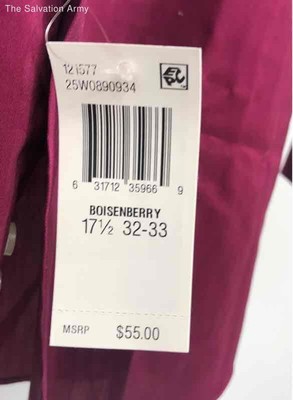 The Salvation Army
121577
25W0890934
6 31712 35966 9
BOISENBERRY
17½ 32-33
MSRP $55.00